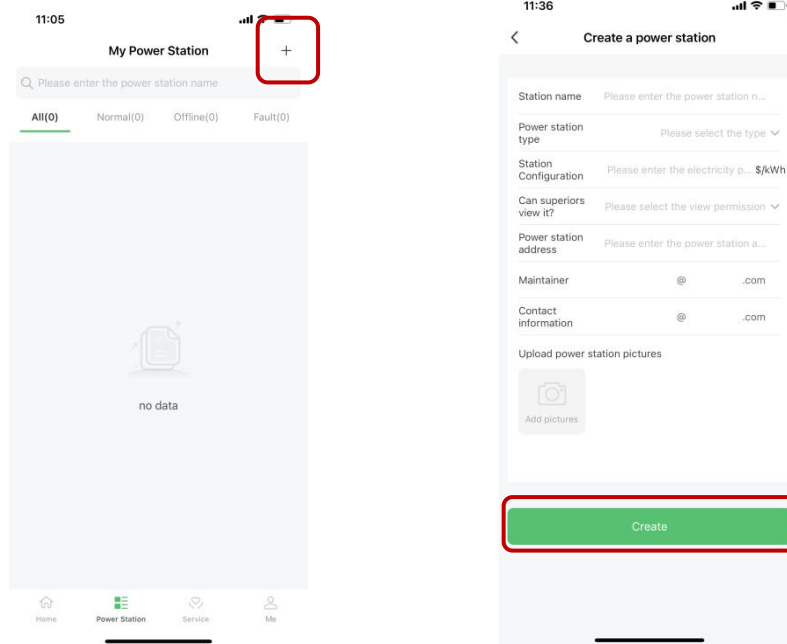 11:05
My Power Station
+
Please enter the power station name
All(0) Normal(0) Offline(0) Fault(0)
no data
Home Power Station Service Me
11:36
Create a power station
Station name Please enter the power station n...
Power station
type
Please select the type
Station
Configuration
Please enter the electricity p... $/kWh
Can superiors
view it?
Please select the view permission
Power station
address
Please enter the power station a...
Maintainer @ .com
Contact
information
@ .com
Upload power station pictures
Add pictures
Create